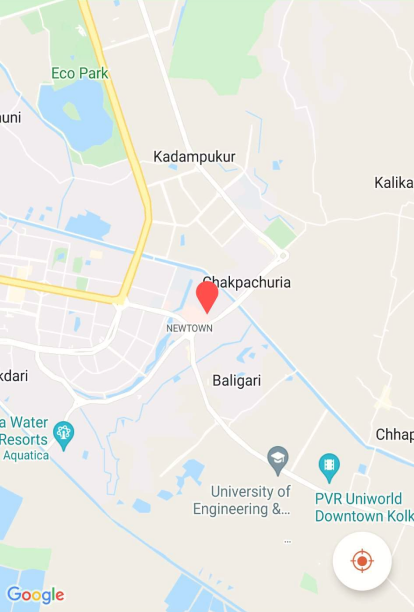 Eco Park
uni
Kadampukur
Kalika
Chakpachuria
NEWTOWN
kdari
Baligari
a Water
Resorts
Aquatica
Chhap
University of
Engineering &...
PVR Uniworld
Downtown Kolk
...
Google